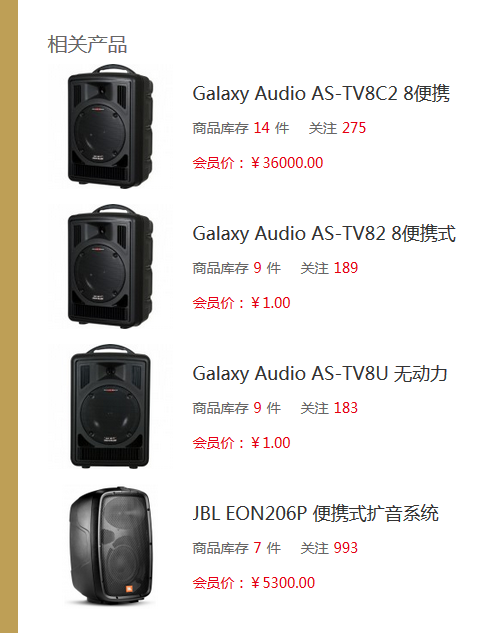 相关产品
Galaxy Audio AS-TV8C2 8便携
商品库存 14 件 关注 275
会员价：￥36000.00
Galaxy Audio AS-TV82 8便携式
商品库存 9 件 关注 189
会员价：￥1.00
Galaxy Audio AS-TV8U 无动力
商品库存 9 件 关注 183
会员价：￥1.00
JBL EON206P 便携式扩音系统
商品库存 7 件 关注 993
会员价：￥5300.00